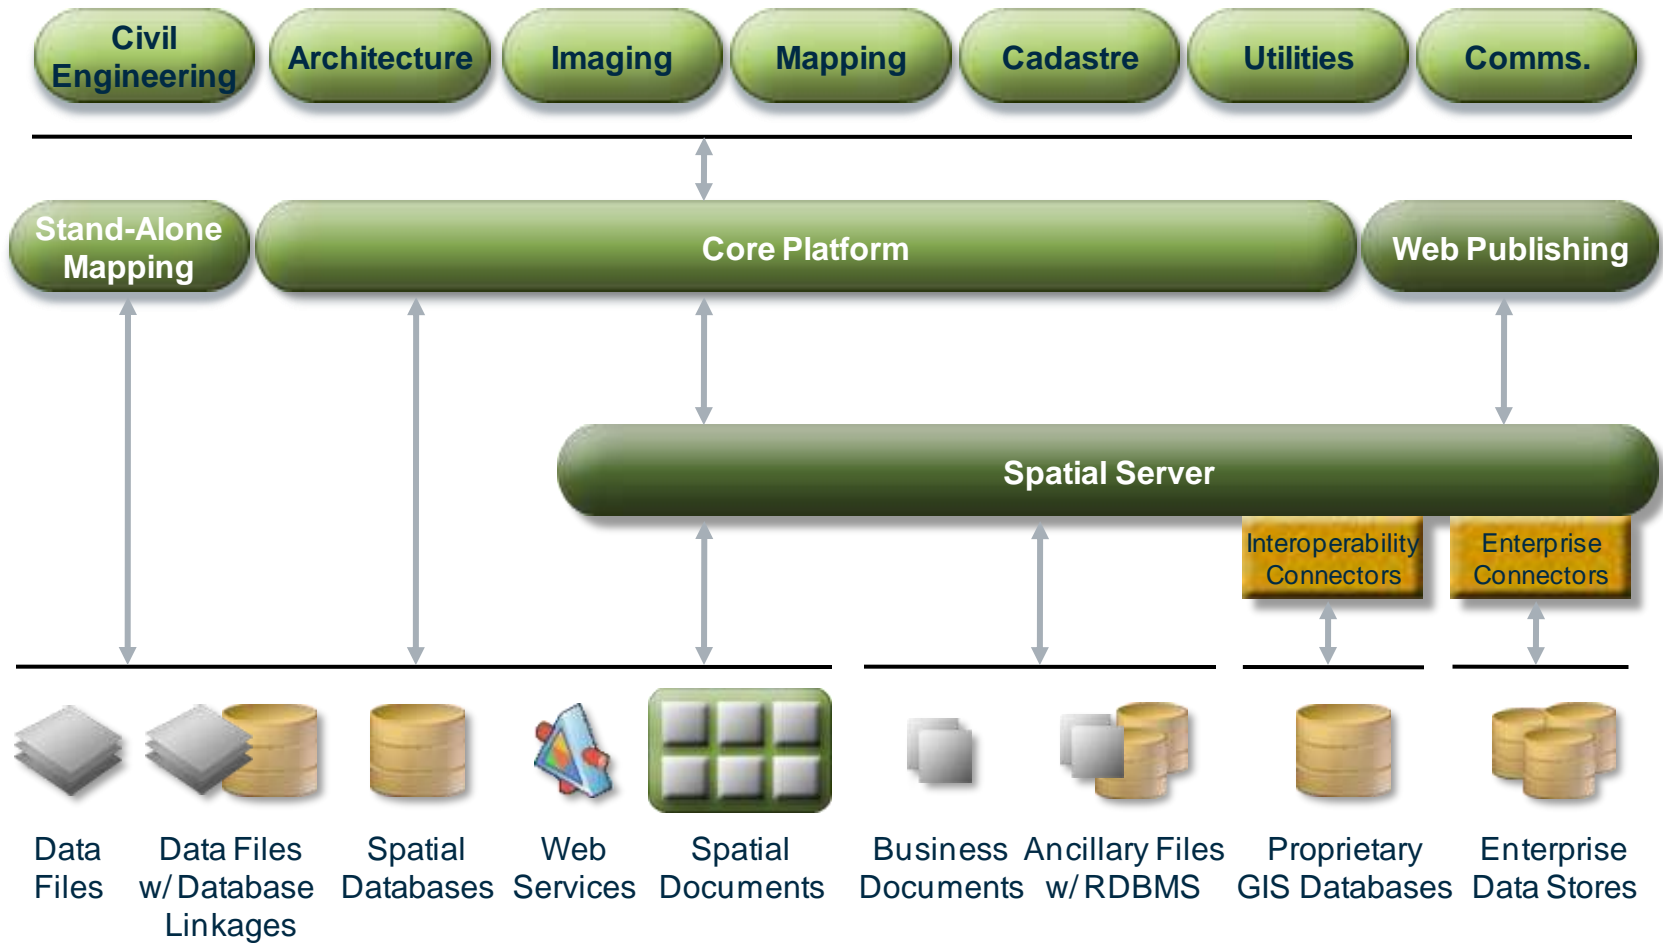 Civil
Engineering
Architecture
Imaging
Mapping
Cadastre
Utilities
Comms.
Stand-Alone
Mapping
Core Platform
Web Publishing
Spatial Server
Interoperability
Connectors
Enterprise
Connectors
Data
Files
Data Files
w/ Database
Linkages
Spatial
Databases
Web
Services
Spatial
Documents
Business
Documents
Ancillary Files
w/ RDBMS
Proprietary
GIS Databases
Enterprise
Data Stores